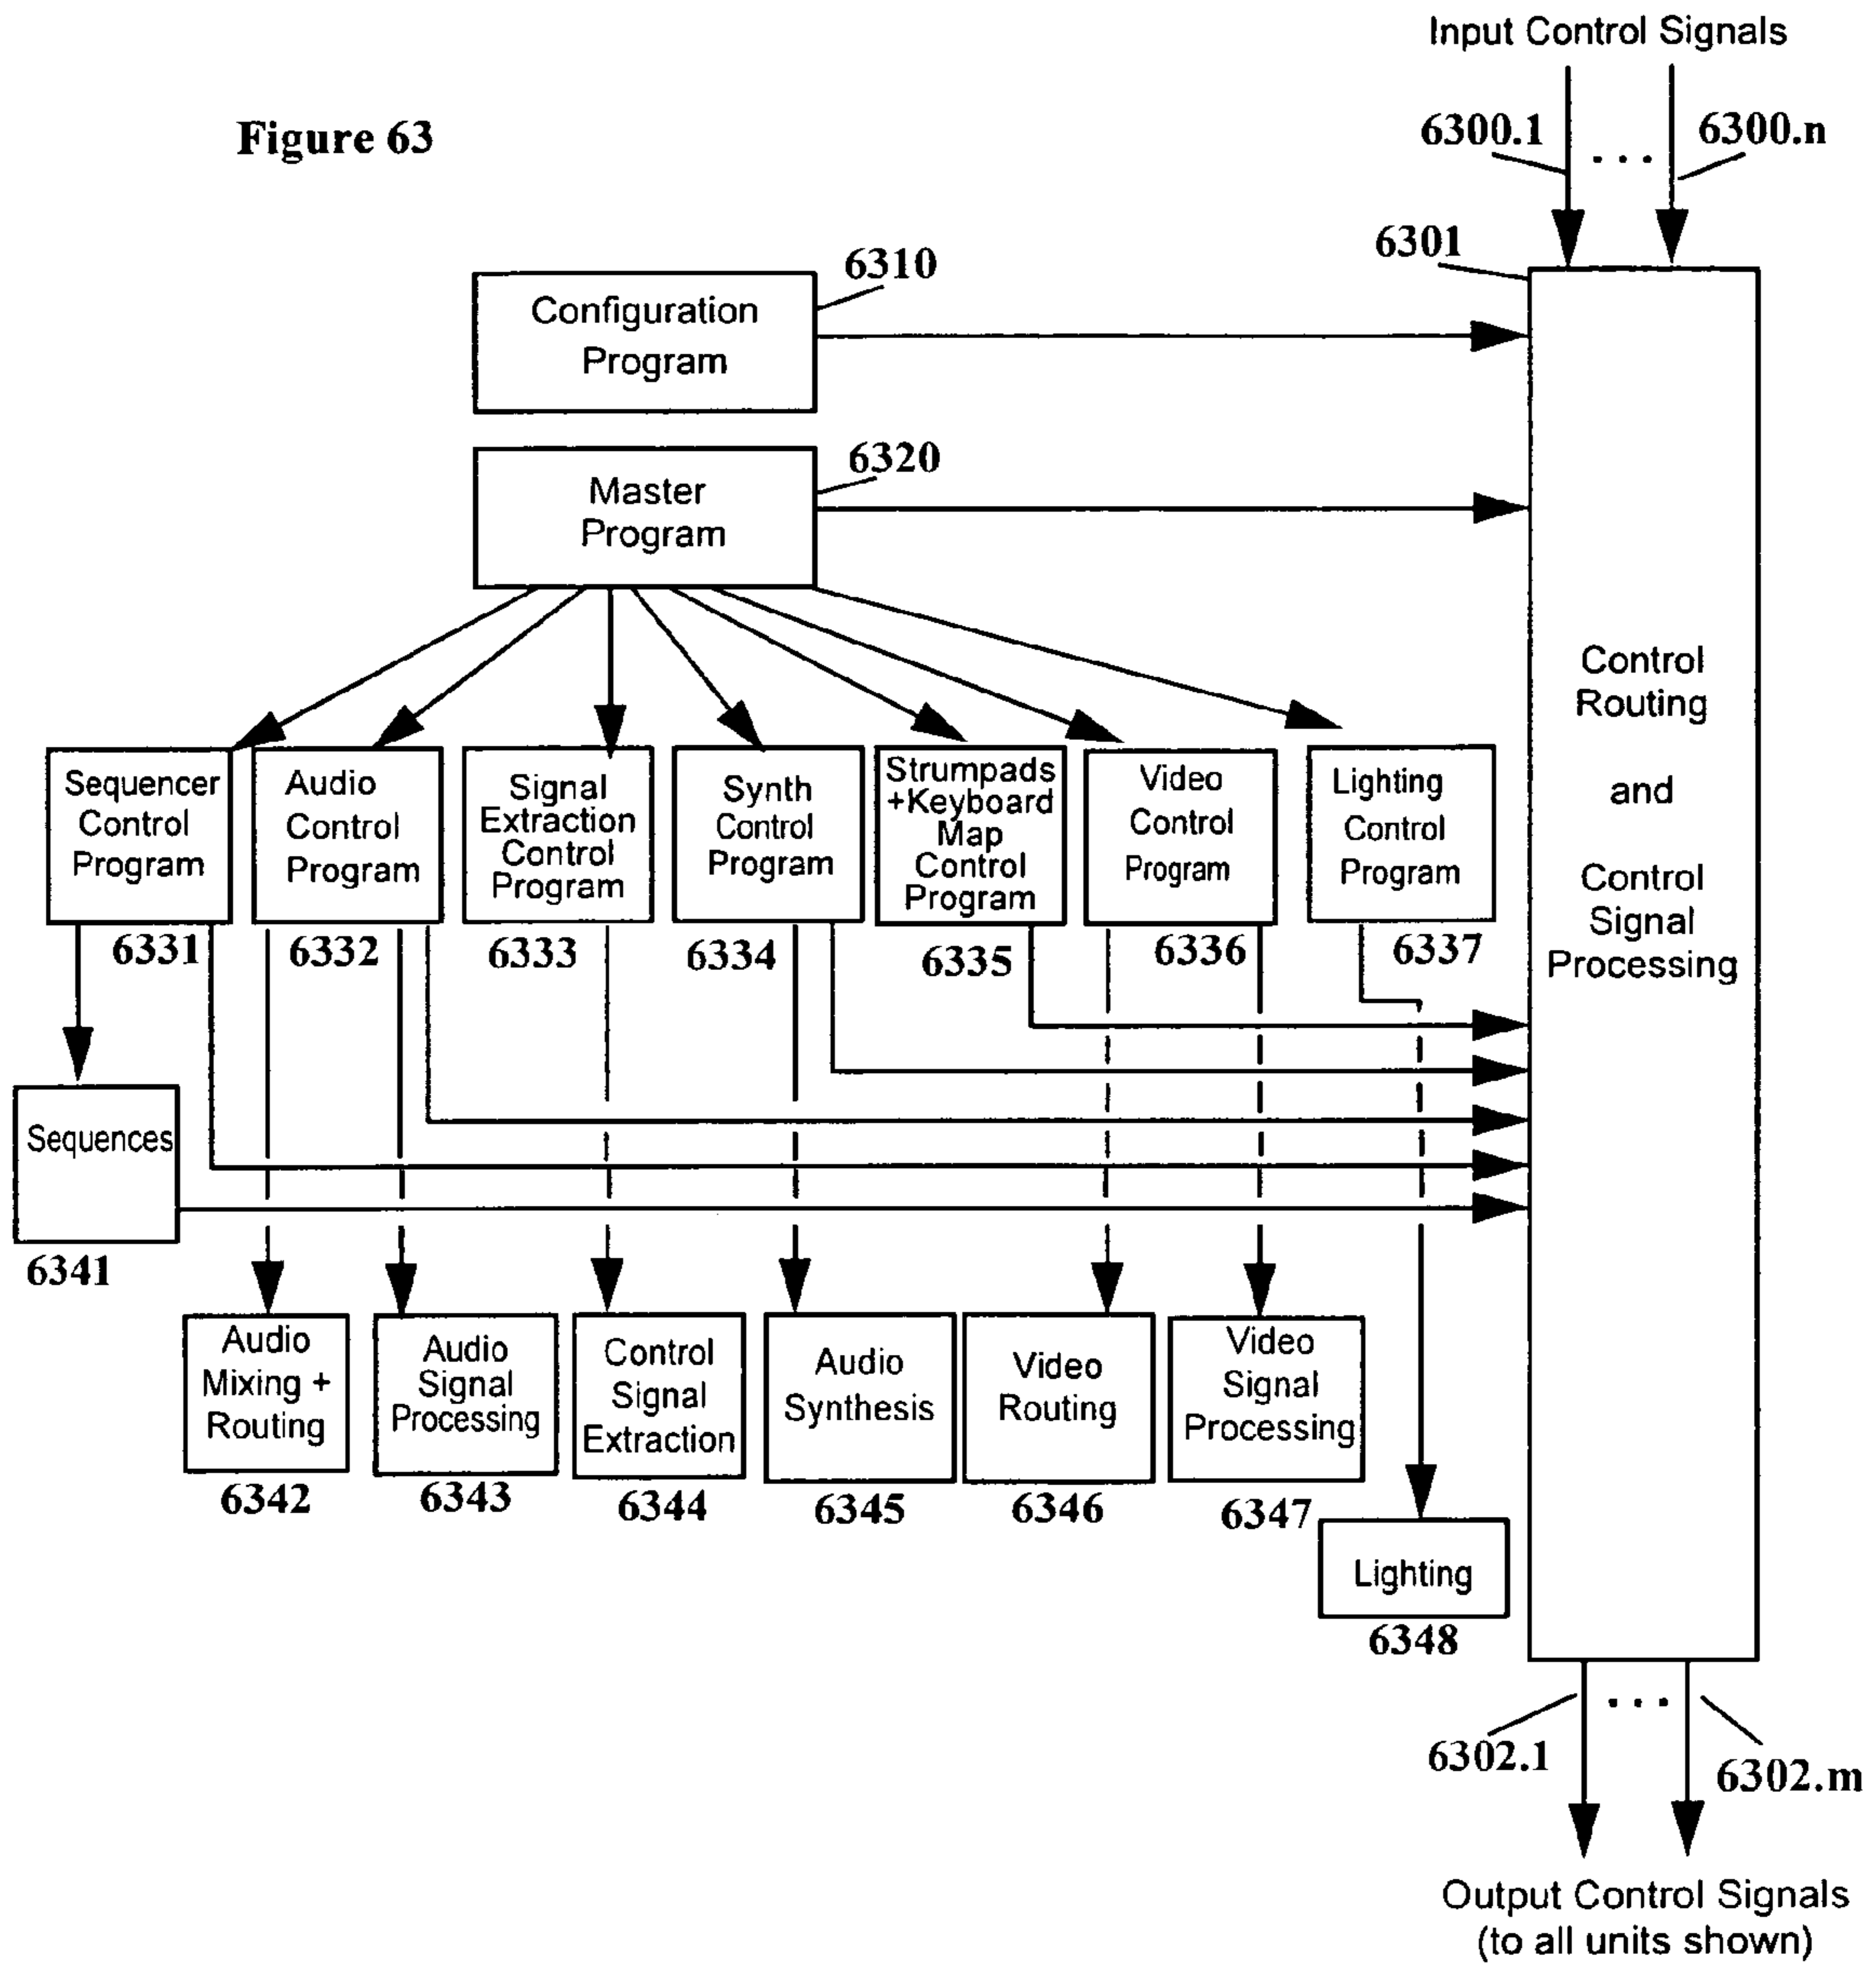 Input Control Signals
Figure 63
6300.1
. . .
6300.n
6301
6310
Configuration
Program
6320
Master
Program
Control
Routing
and
Control
Signal
Processing
Sequencer
Control
Program
Audio
Control
Program
Signal
Extraction
Control
Program
Synth
Control
Program
Strumpads
+Keyboard
Map
Control
Program
Video
Control
Program
Lighting
Control
Program
6331
6332
6333
6334
6335
6336
6337
Sequences
6341
Audio
Mixing +
Routing
Audio
Signal
Processing
Control
Signal
Extraction
Audio
Synthesis
Video
Routing
Video
Signal
Processing
6342
6343
6344
6345
6346
6347
Lighting
6348
6302.1
. . .
6302.m
Output Control Signals
(to all units shown)